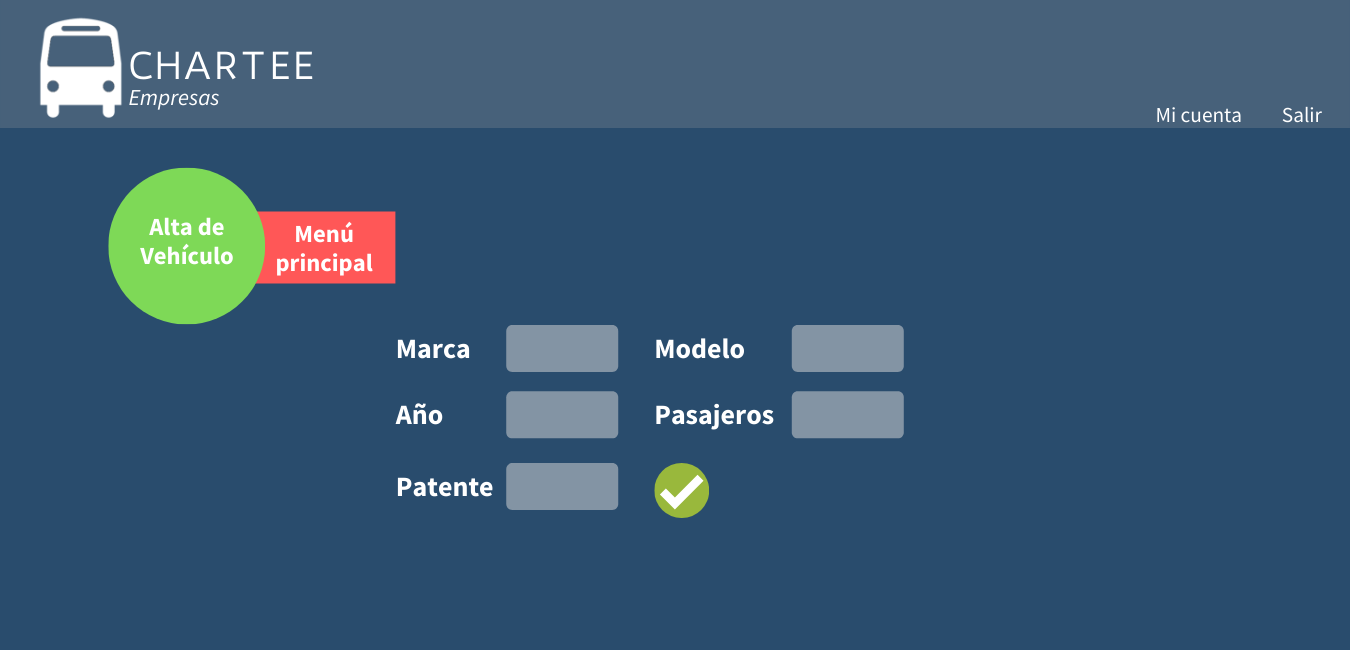 CHARTEE
Empresas
Mi cuenta Salir
Alta de
Vehículo
Menú
principal
Marca Modelo
Año Pasajeros
Patente